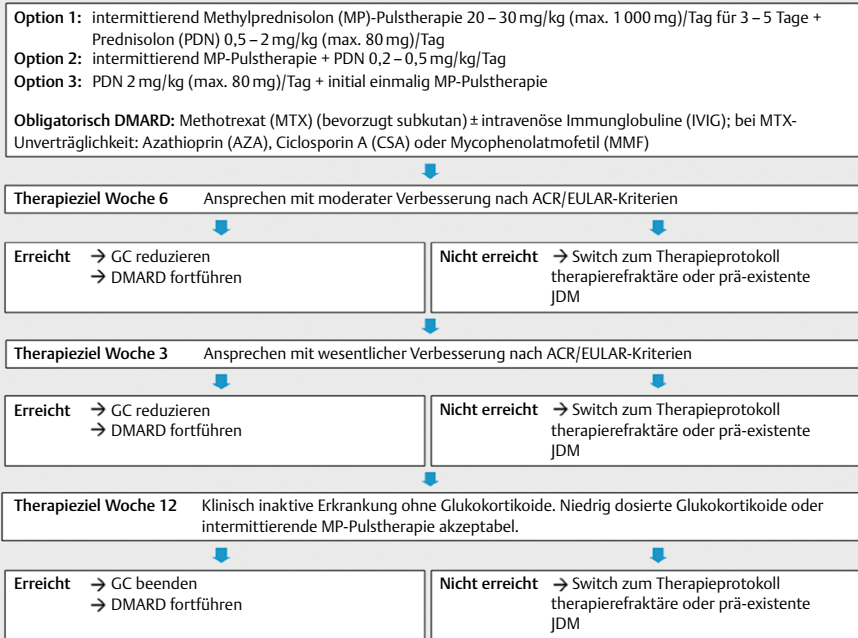 Option 1: intermittierend Methylprednisolon (MP)-Pulstherapie 20 – 30 mg/kg (max. 1 000 mg)/Tag für 3 – 5 Tage +
Prednisolon (PDN) 0,5 – 2 mg/kg (max. 80 mg)/Tag
Option 2: intermittierend MP-Pulstherapie + PDN 0,2 – 0,5 mg/kg/Tag
Option 3: PDN 2 mg/kg (max. 80 mg)/Tag + initial einmalig MP-Pulstherapie
Obligatorisch DMARD: Methotrexat (MTX) (bevorzugt subkutan) ± intravenöse Immunglobuline (IVIG); bei MTX-
Unverträglichkeit: Azathioprin (AZA), Ciclosporin A (CSA) oder Mycophenolatmofetil (MMF)
Therapieziel Woche 6 Ansprechen mit moderater Verbesserung nach ACR/EULAR-Kriterien
Erreicht → GC reduzieren
→ DMARD fortführen
Nicht erreicht → Switch zum Therapieprotokoll
therapierefraktäre oder prä-existente
JDM
Therapieziel Woche 3 Ansprechen mit wesentlicher Verbesserung nach ACR/EULAR-Kriterien
Erreicht → GC reduzieren
→ DMARD fortführen
Nicht erreicht → Switch zum Therapieprotokoll
therapierefraktäre oder prä-existente
JDM
Therapieziel Woche 12 Klinisch inaktive Erkrankung ohne Glukokortikoide. Niedrig dosierte Glukokortikoide oder
intermittierende MP-Pulstherapie akzeptabel.
Erreicht → GC beenden
→ DMARD fortführen
Nicht erreicht → Switch zum Therapieprotokoll
therapierefraktäre oder prä-existente
JDM